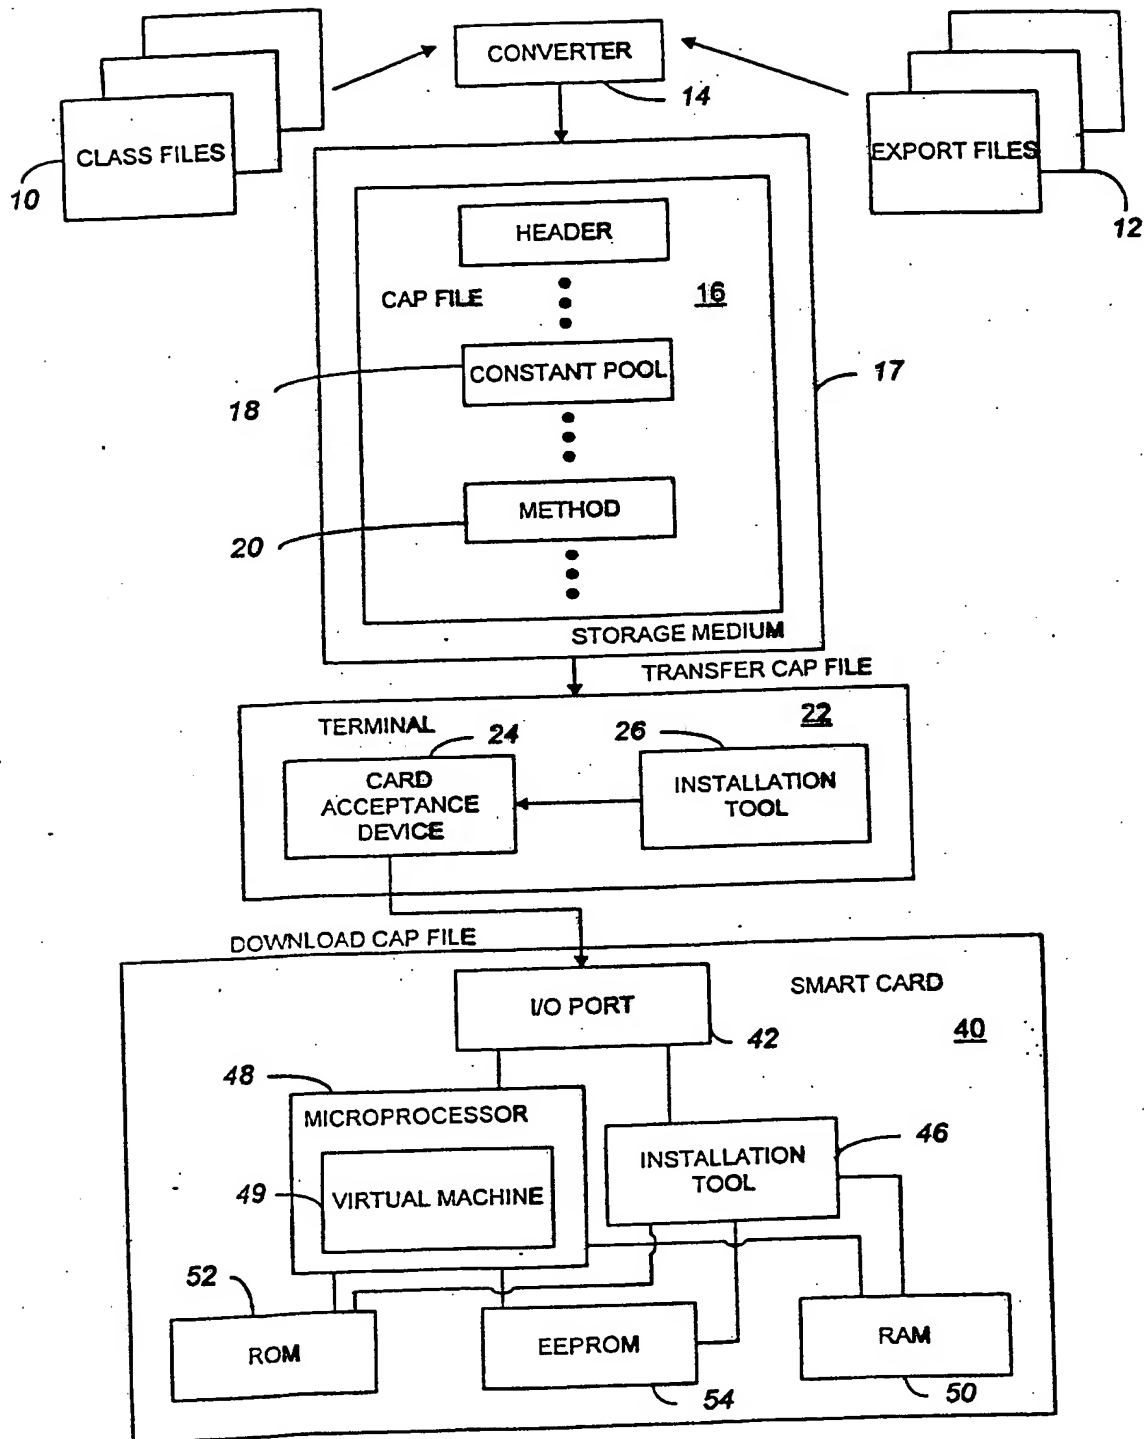 CONVERTER
14
CLASS FILES
10
EXPORT FILES
12
HEADER
CAP FILE
16
CONSTANT POOL
18
17
METHOD
20
STORAGE MEDIUM
TRANSFER CAP FILE
TERMINAL
22
24
26
CARD
ACCEPTANCE
DEVICE
INSTALLATION
TOOL
DOWNLOAD CAP FILE
SMART CARD
40
I/O PORT
42
48
MICROPROCESSOR
49
VIRTUAL MACHINE
INSTALLATION
TOOL
46
52
ROM
EEPROM
54
RAM
50